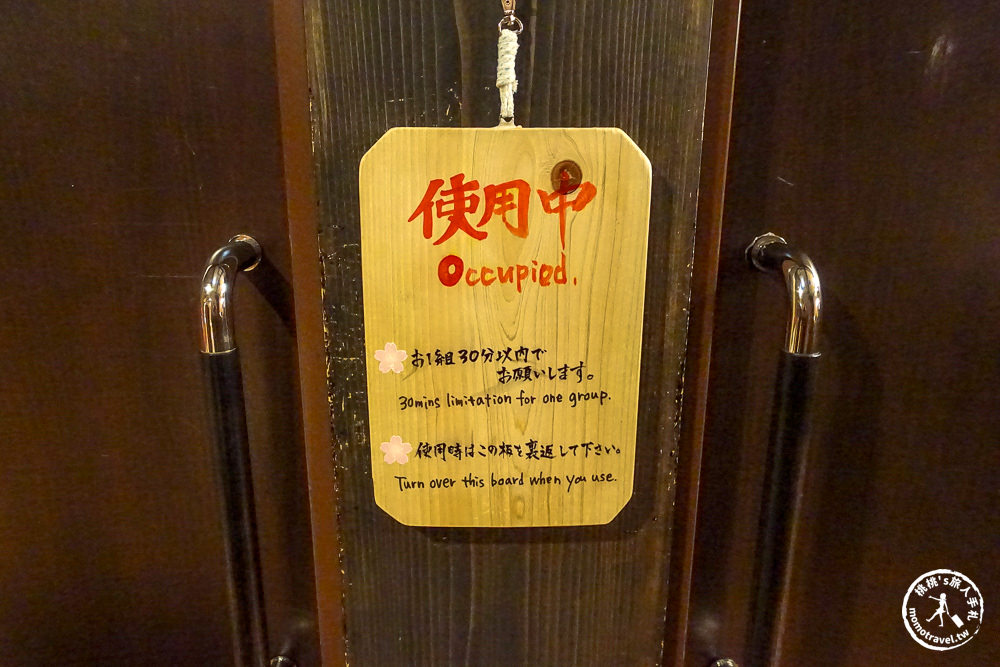 使用中
Occupied.
お1組30分以内で
お願いします。
30mins limitation for one group.
使用時はこの板を裏返して下さい。
Turn over this board when you use.
桃桃's旅人手札
momotravel.tw